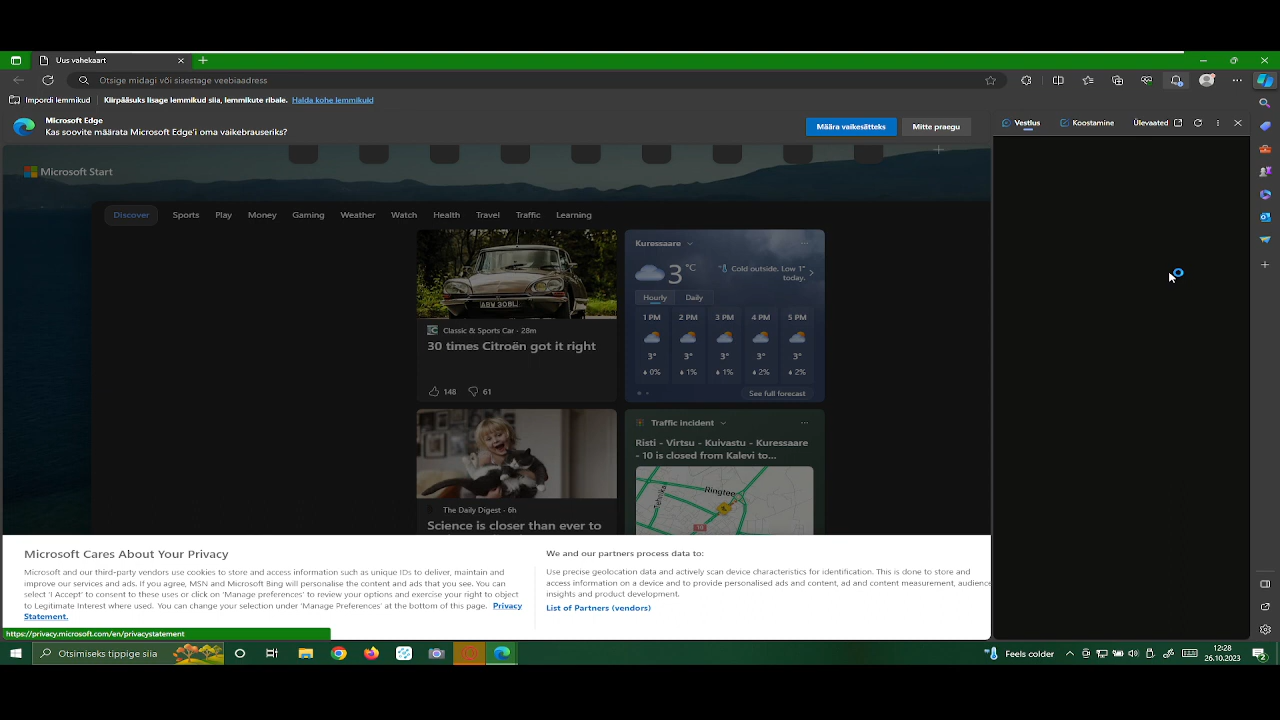 Uus vahekaart
Otsige midagi või sisestage veebiaadress
Impordi lemmikud
Kiirpääsuks lisage lemmikud siia, lemmikute ribale. Halda kohe lemmikuid
Microsoft Edge
Kas soovite määrata Microsoft Edge'i oma vaikebrauseriks?
Määra vaikesätteks
Mitte praegu
Vestlus
Koostamine
Ülevaated
Microsoft Start
Discover
Sports
Play
Money
Gaming
Weather
Watch
Health
Travel
Traffic
Learning
ABW 308L
Classic & Sports Car · 28m
30 times Citroën got it right
148
61
Kuressaare
3 °C
Cold outside. Low 1°
today.
Hourly
Daily
1 PM 2 PM 3 PM 4 PM 5 PM
3° 3° 3° 3° 3°
0% 1% 1% 2% 2%
See full forecast
The Daily Digest · 6h
Science is closer than ever to
Traffic incident
Risti - Virtsu - Kuivastu - Kuressaare
- 10 is closed from Kalevi to...
Tehnika
Ringtee
10
Microsoft Cares About Your Privacy
Microsoft and our third-party vendors use cookies to store and access information such as unique IDs to deliver, maintain and
improve our services and ads. If you agree, MSN and Microsoft Bing will personalise the content and ads that you see. You can
select 'I Accept' to consent to these uses or click on 'Manage preferences' to review your options and exercise your right to object
to Legitimate Interest where used. You can change your selection under 'Manage Preferences' at the bottom of this page. Privacy
Statement.
We and our partners process data to:
Use precise geolocation data and actively scan device characteristics for identification. This is done to store and
access information on a device and to provide personalised ads and content, ad and content measurement, audience
insights and product development.
List of Partners (vendors)
https://privacy.microsoft.com/en/privacystatement
Otsimiseks tippige siia
Feels colder
12:28
26.10.2023
2